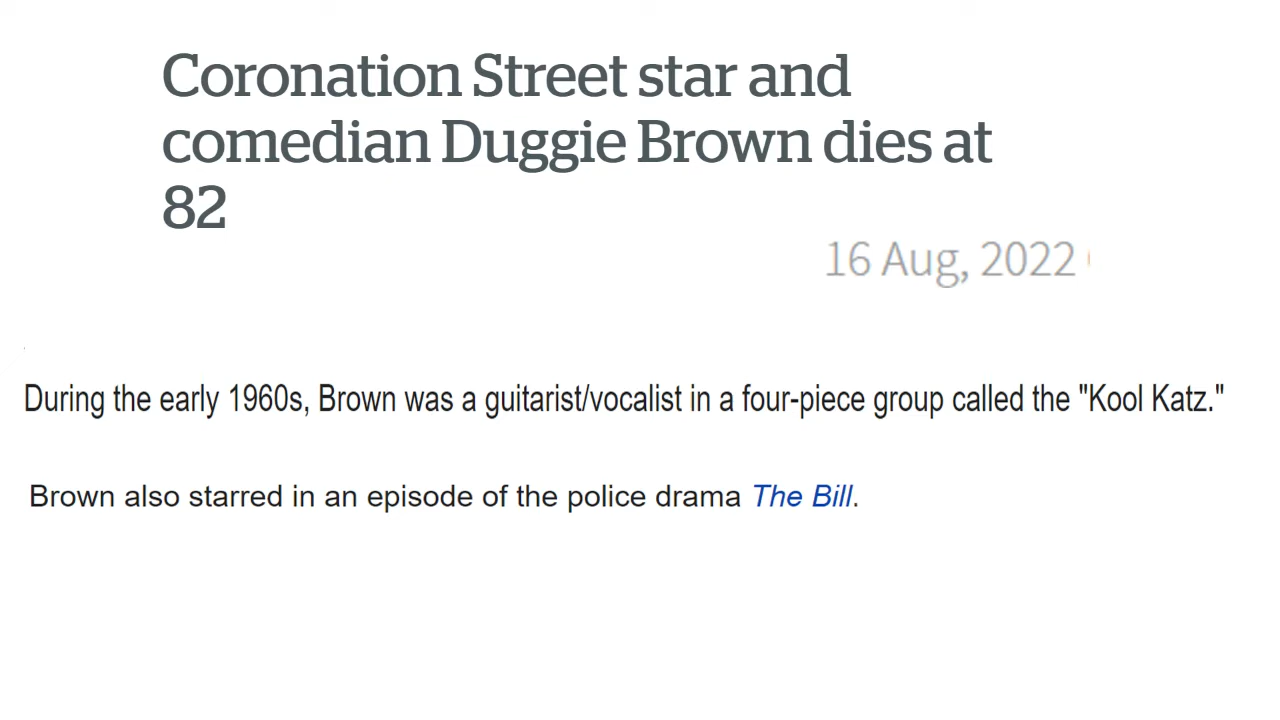 Coronation Street star and
comedian Duggie Brown dies at
82
16 Aug, 2022
During the early 1960s, Brown was a guitarist/vocalist in a four-piece group called the "Kool Katz."
Brown also starred in an episode of the police drama The Bill.